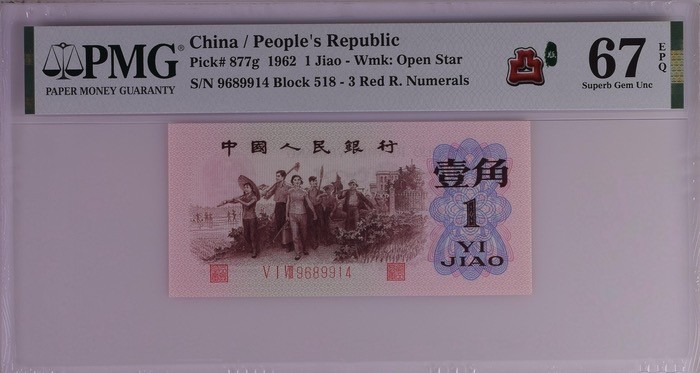 PMG®
PAPER MONEY GUARANTY
China / People's Republic
Pick# 877g 1962 1 Jiao - Wmk: Open Star
S/N 9689914 Block 518 - 3 Red R. Numerals
凸
67 EPQ
Superb Gem Unc
中國人民銀行
壹角
1
YI
JIAO
V I VIII 9689914